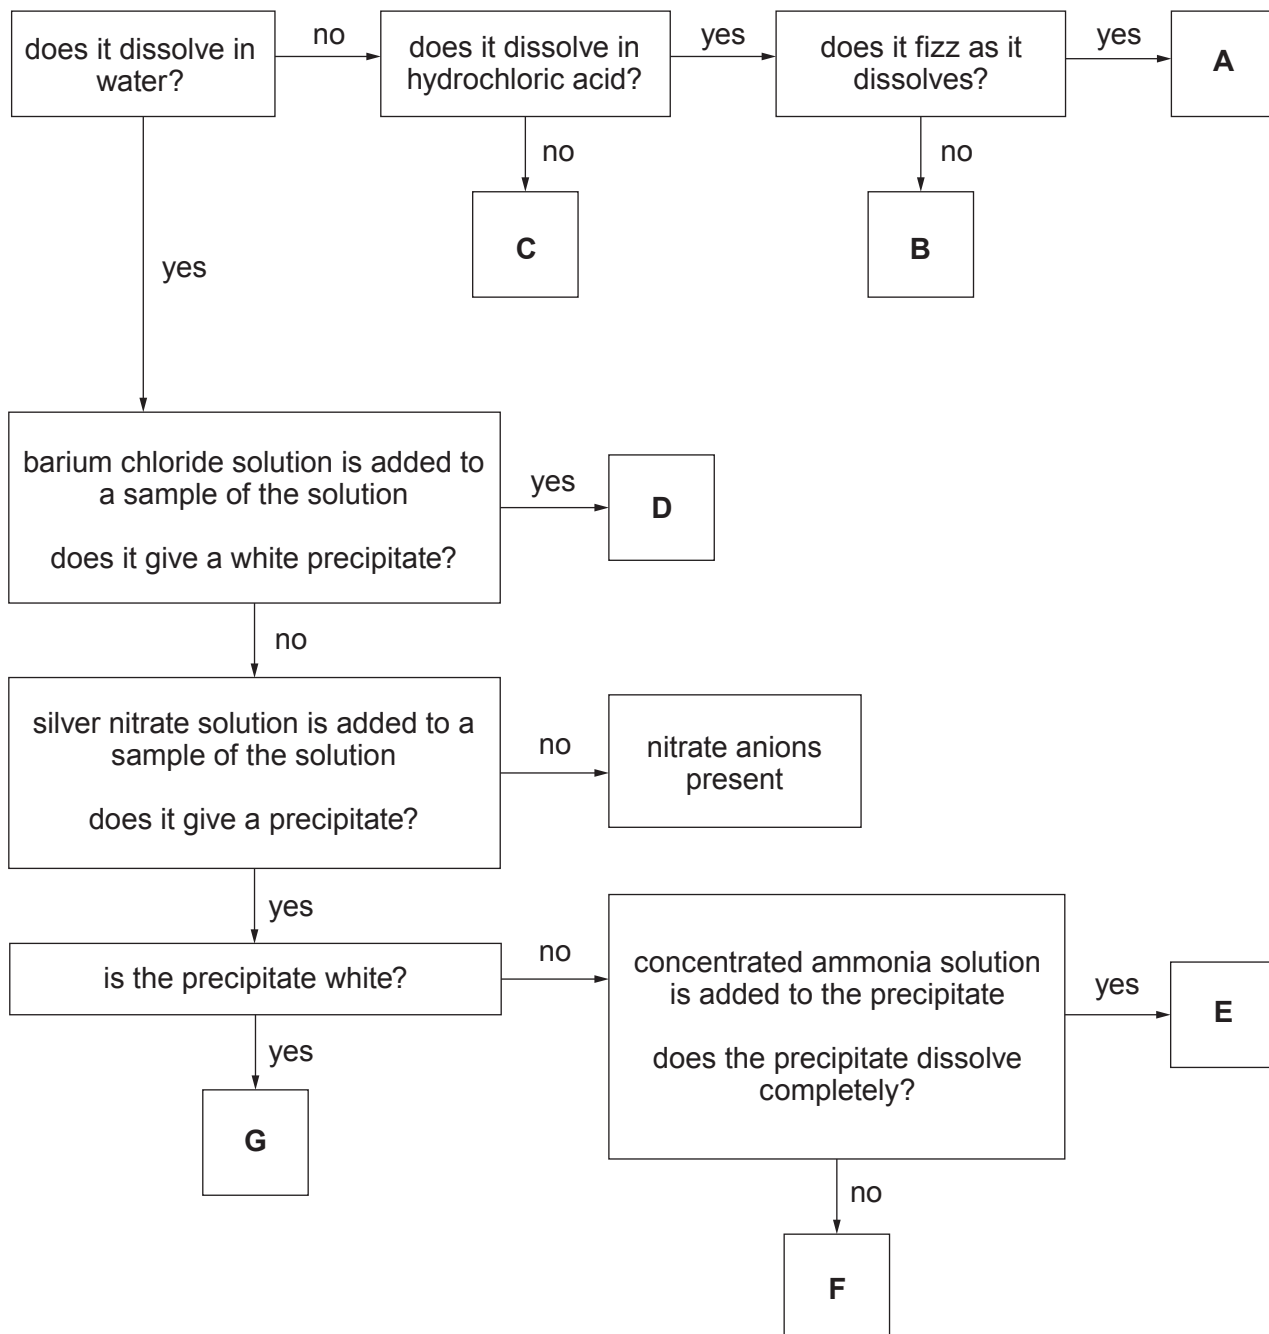 does it dissolve in
water?
no
does it dissolve in
hydrochloric acid?
yes
does it fizz as it
dissolves?
yes
A
no
C
no
B
yes
barium chloride solution is added to
a sample of the solution
does it give a white precipitate?
yes
D
no
silver nitrate solution is added to a
sample of the solution
does it give a precipitate?
no
nitrate anions
present
yes
is the precipitate white?
no
concentrated ammonia solution
is added to the precipitate
does the precipitate dissolve
completely?
yes
E
yes
G
no
F